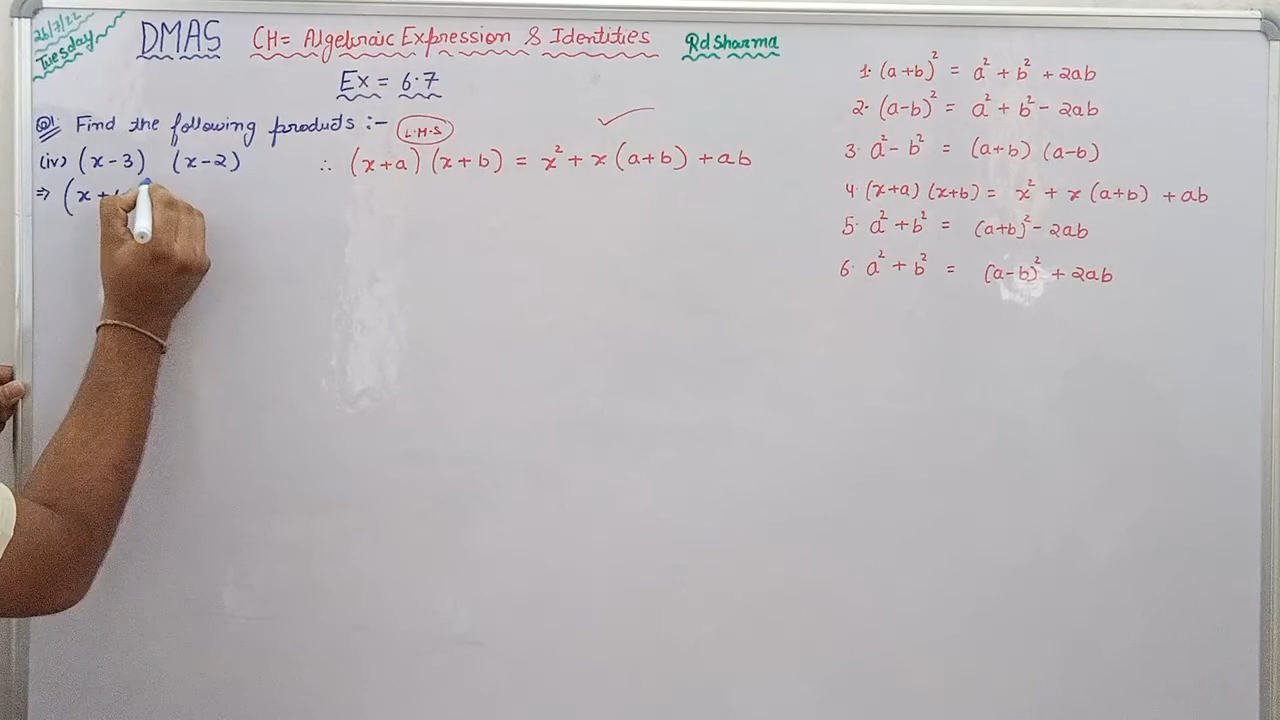 26/7/22
Tuesday
DMAS CH= Algebraic Expression & Identities Rd Sharma
Ex = 6.7
Q1. Find the following products :- L.H.S
(iv) (x-3) (x-2) ∴ (x+a) (x+b) = x² + x(a+b) + ab
⇒ (x+
1. (a+b)² = a² + b² + 2ab
2. (a-b)² = a² + b² - 2ab
3. a² - b² = (a+b) (a-b)
4. (x+a) (x+b) = x² + x (a+b) + ab
5. a² + b² = (a+b)² - 2ab
6. a² + b² = (a-b)² + 2ab